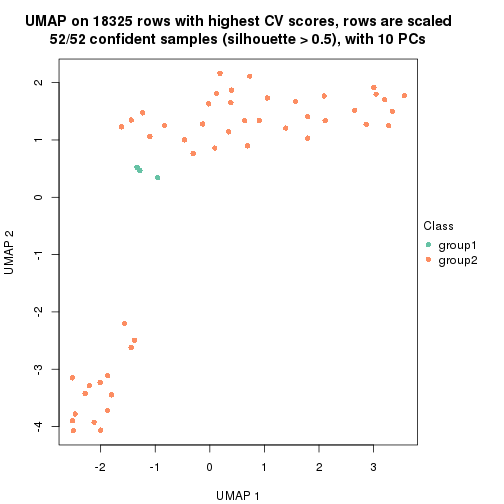 UMAP on 18325 rows with highest CV scores, rows are scaled
52/52 confident samples (silhouette > 0.5), with 10 PCs
2
1
0
-1
-2
-3
-4
UMAP 2
-2
-1
0
1
2
3
UMAP 1
Class
group1
group2